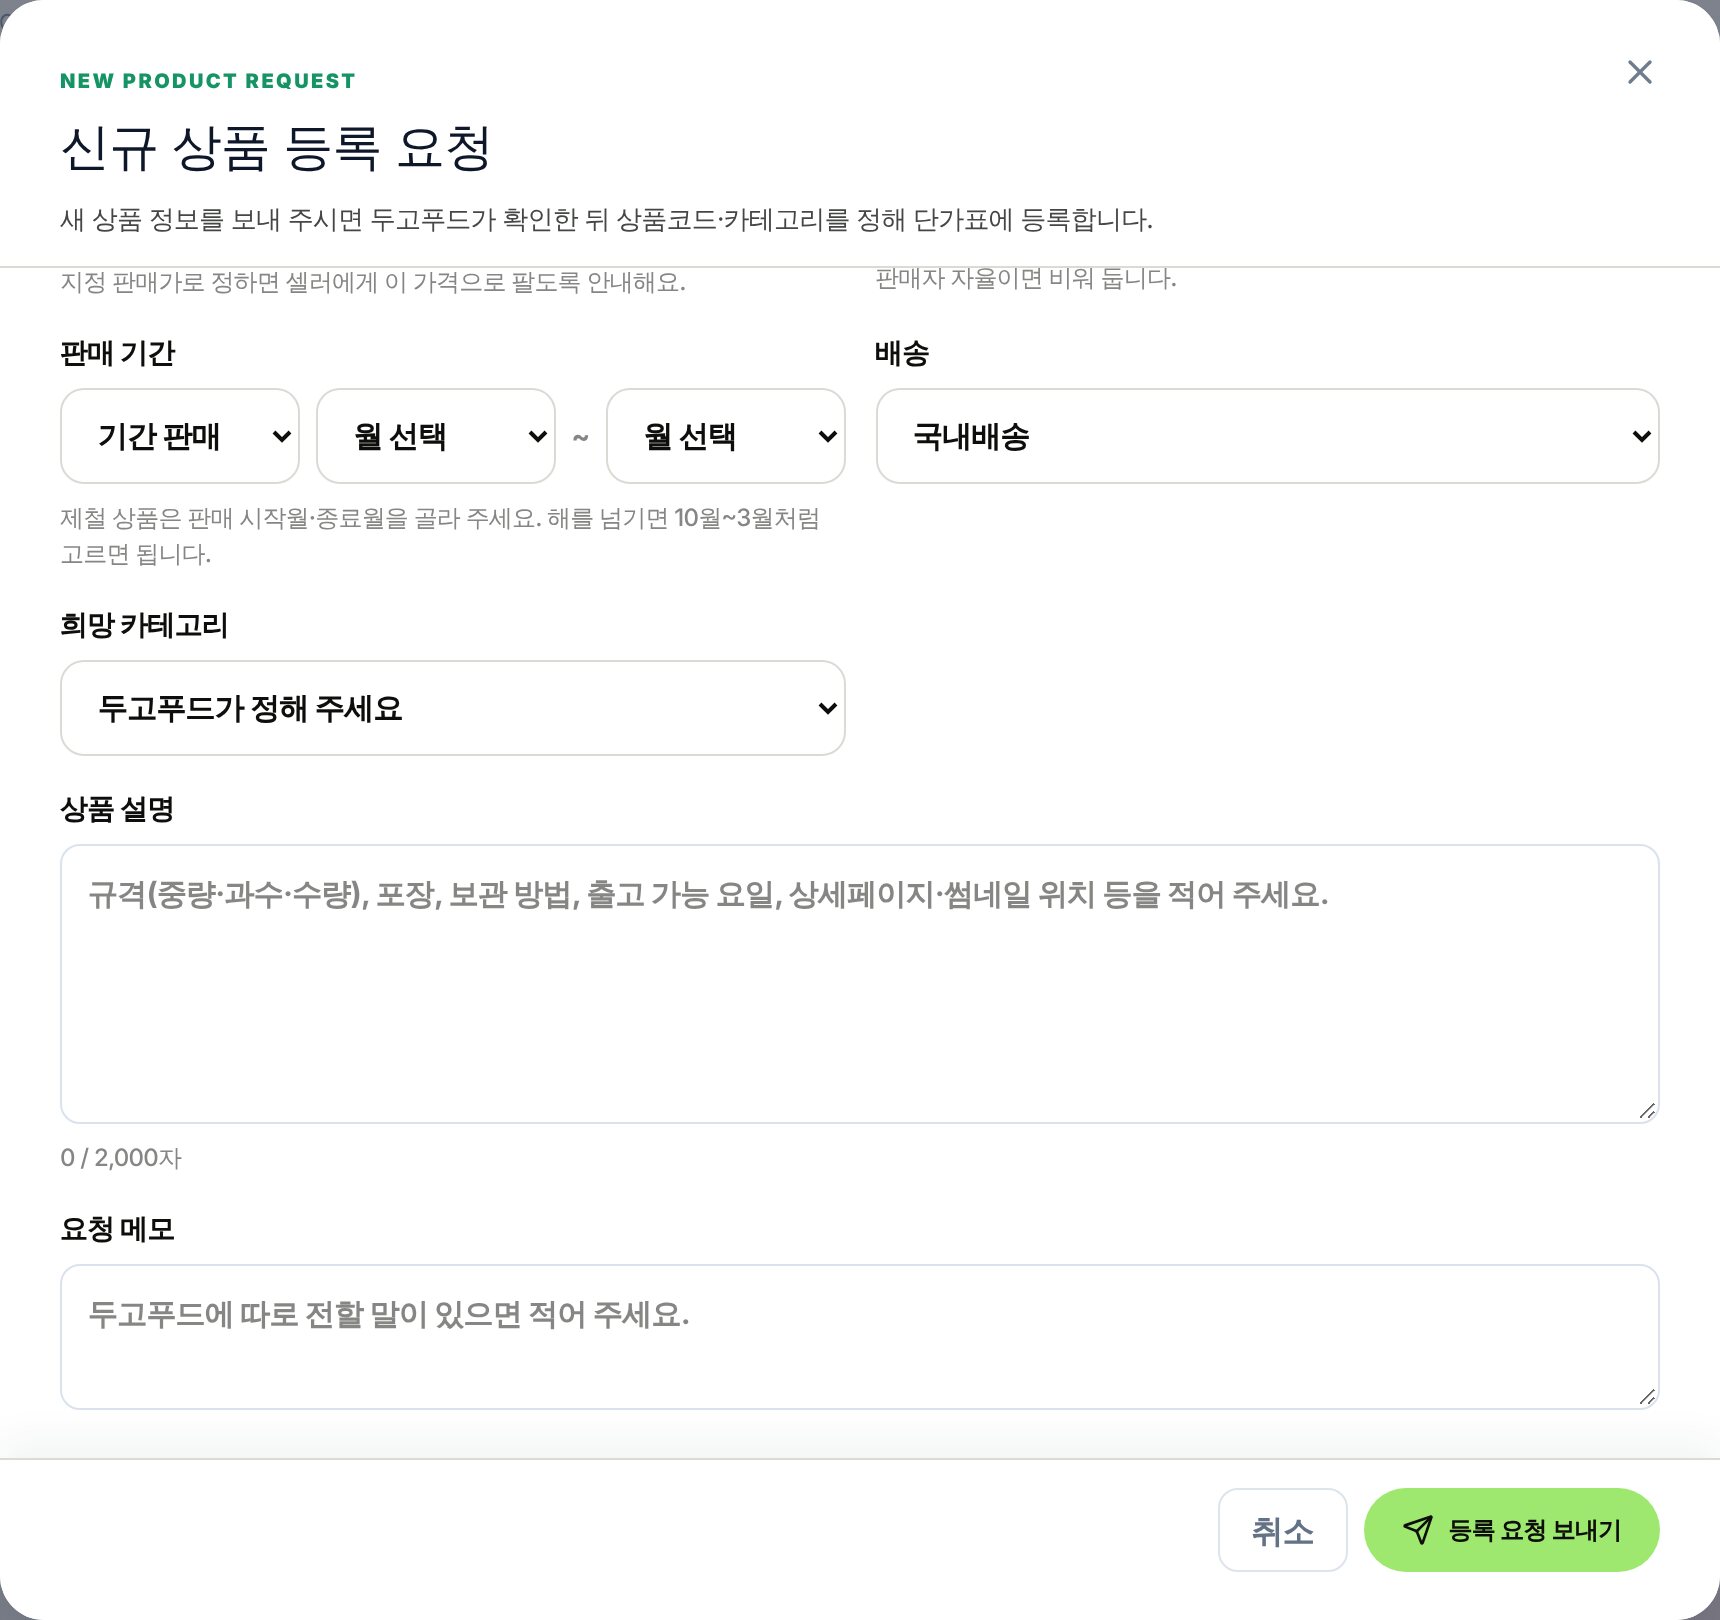 NEW PRODUCT REQUEST
신규 상품 등록 요청
새 상품 정보를 보내 주시면 두고푸드가 확인한 뒤 상품코드·카테고리를 정해 단가표에 등록합니다.
지정 판매가로 정하면 셀러에게 이 가격으로 팔도록 안내해요.
판매자 자율이면 비워 둡니다.
판매 기간
배송
기간 판매
월 선택
~
월 선택
국내배송
제철 상품은 판매 시작월·종료월을 골라 주세요. 해를 넘기면 10월~3월처럼
고르면 됩니다.
희망 카테고리
두고푸드가 정해 주세요
상품 설명
규격(중량·과수·수량), 포장, 보관 방법, 출고 가능 요일, 상세페이지·썸네일 위치 등을 적어 주세요.
0 / 2,000자
요청 메모
두고푸드에 따로 전할 말이 있으면 적어 주세요.
취소
등록 요청 보내기